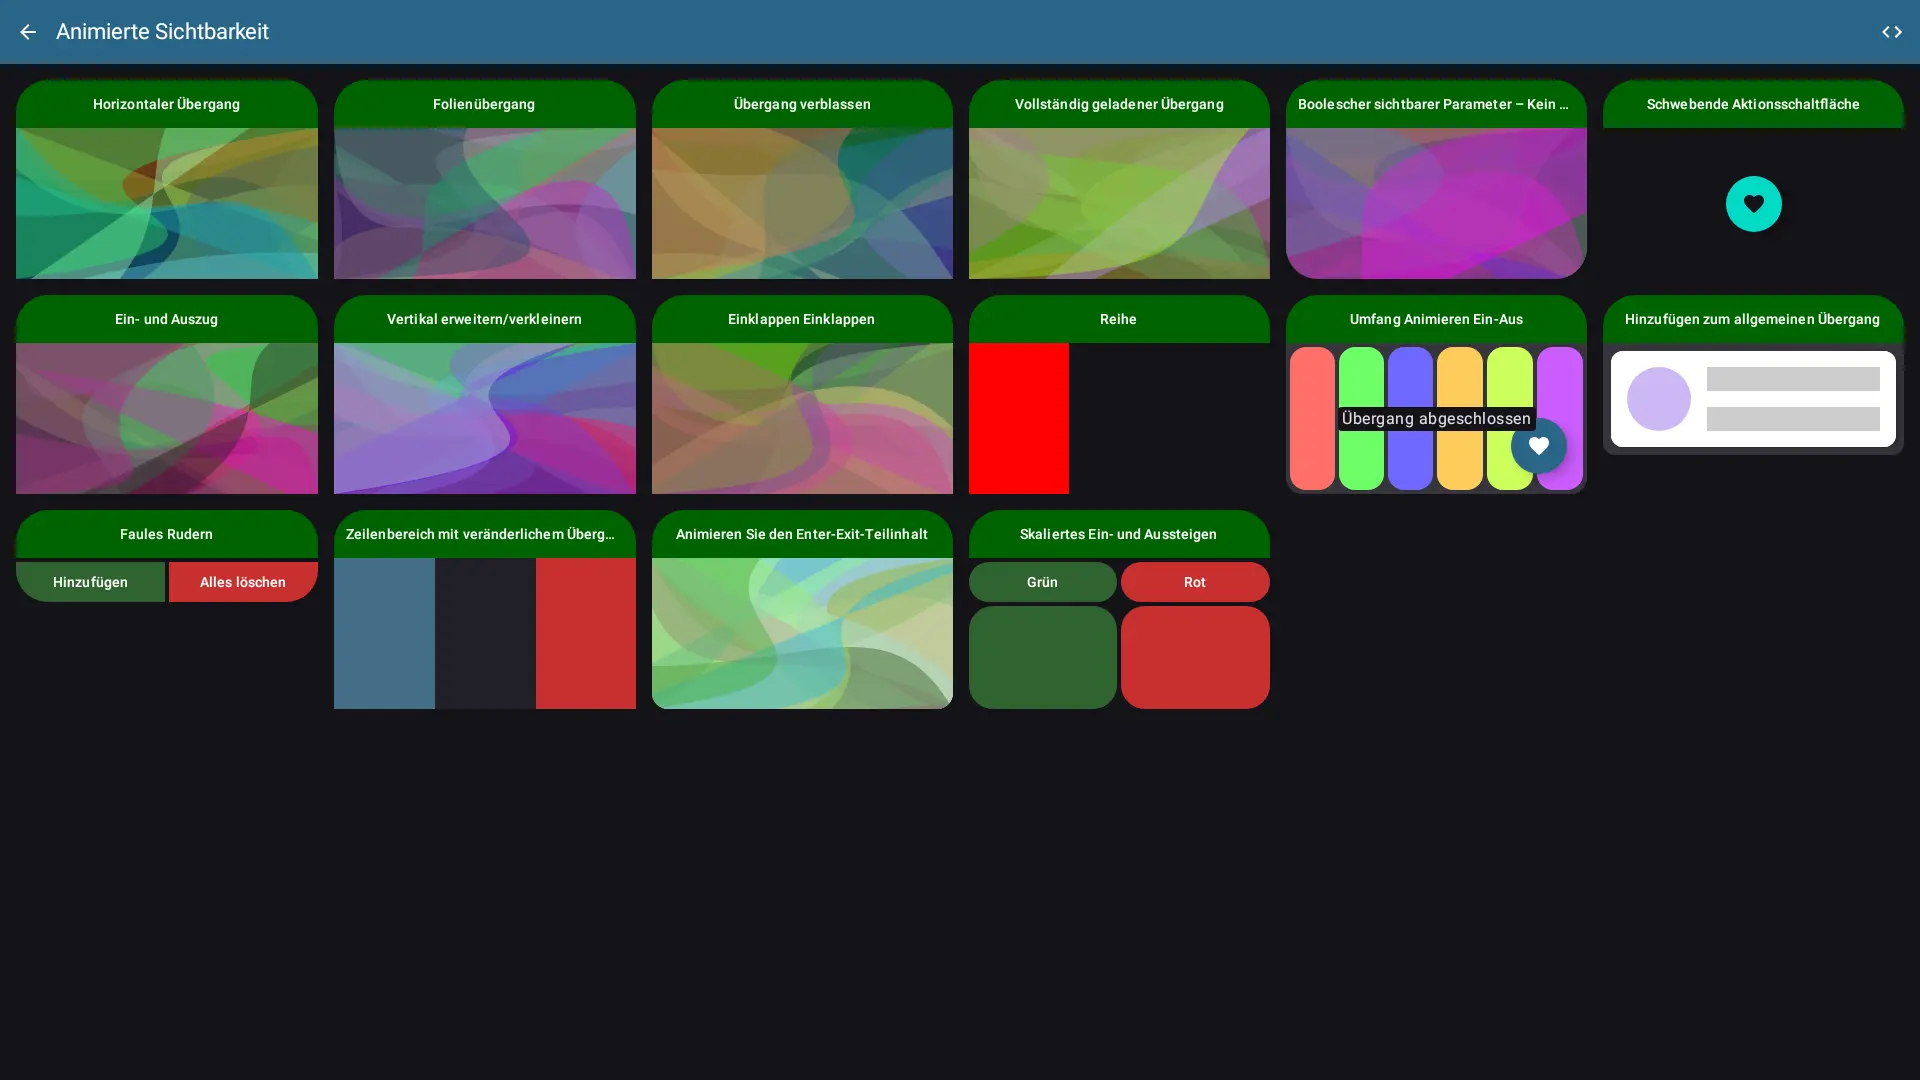 Animierte Sichtbarkeit
Horizontaler Übergang
Folienübergang
Übergang verblassen
Vollständig geladener Übergang
Boolescher sichtbarer Parameter – Kein ...
Schwebende Aktionsschaltfläche
Ein- und Auszug
Vertikal erweitern/verkleinern
Einklappen Einklappen
Reihe
Umfang Animieren Ein-Aus
Hinzufügen zum allgemeinen Übergang
Übergang abgeschlossen
Faules Rudern
Zeilenbereich mit veränderlichem Überg...
Animieren Sie den Enter-Exit-Teilinhalt
Skaliertes Ein- und Aussteigen
Hinzufügen
Alles löschen
Grün
Rot